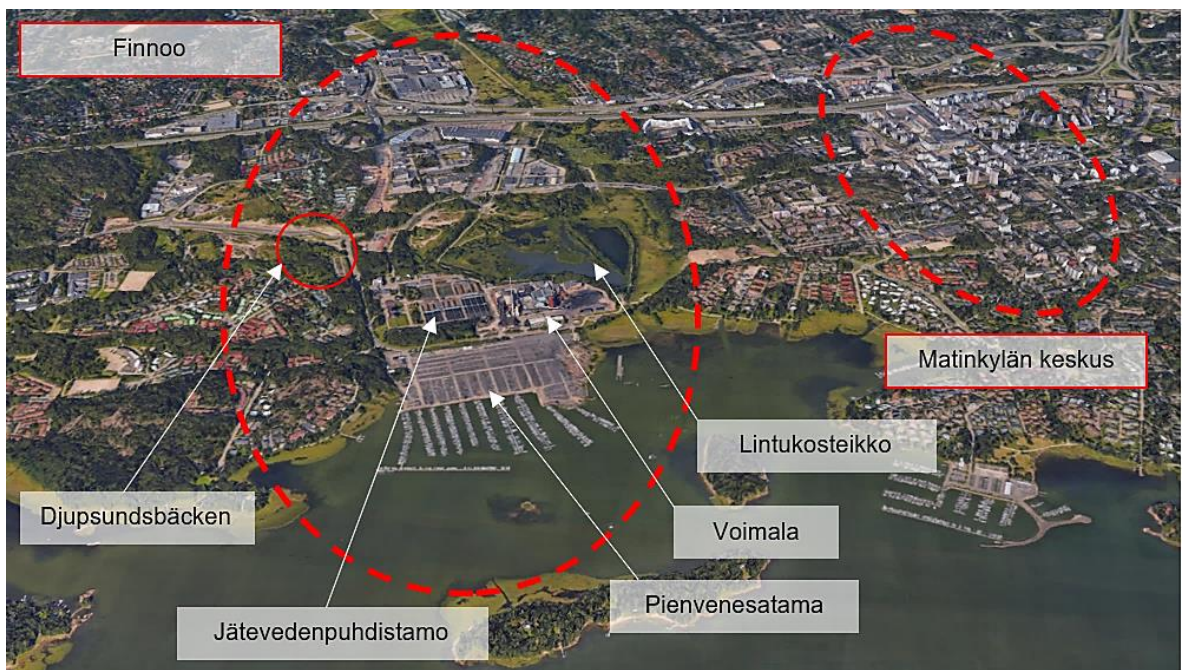 Finnoo
Matinkylän keskus
Lintukosteikko
Djupsundsbäcken
Voimala
Pienvenesatama
Jätevedenpuhdistamo